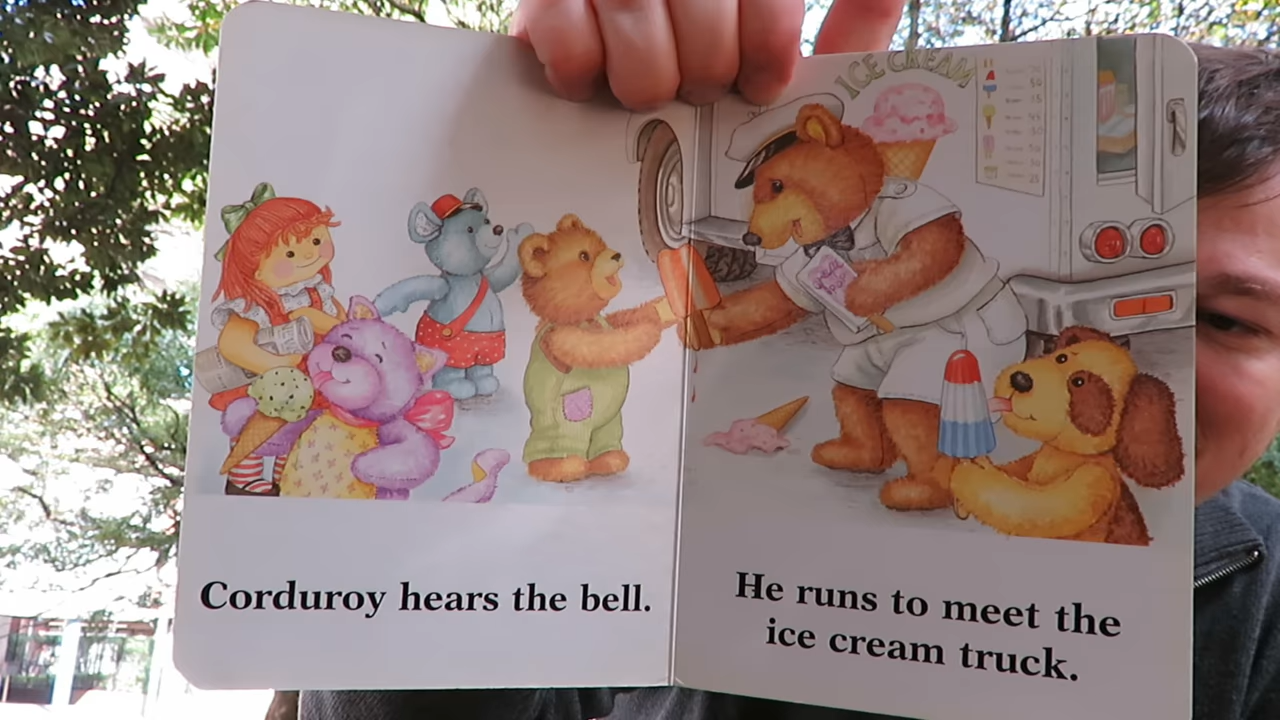 Corduroy hears the bell.
ICE CREAM
He runs to meet the
ice cream truck.